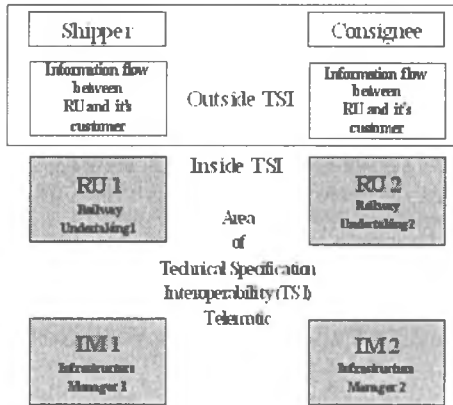 Shipper
Consignee
Information flow
between
RU and it's
customer
Outside TSI
Information flow
between
RU and it's
customer
Inside TSI
RU 1
Railway
Undertaking1
RU 2
Railway
Undertaking2
Area
of
Technical Specification
Interoperability (TSI)
Telematic
IM 1
Infrastructure
Manager 1
IM 2
Infrastructure
Manager 2